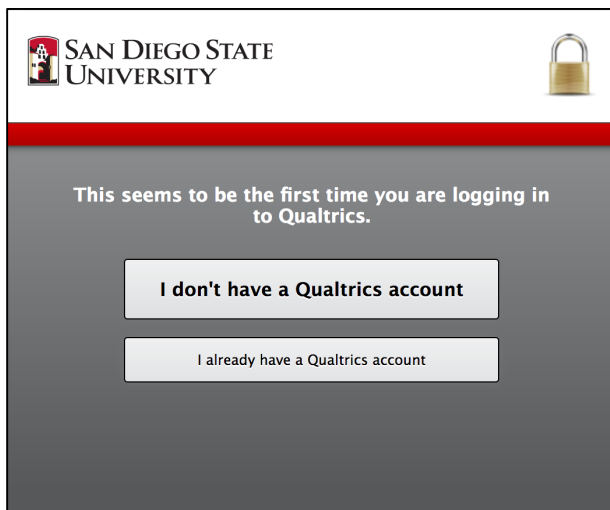 SAN DIEGO STATE
UNIVERSITY
This seems to be the first time you are logging in
to Qualtrics.
I don't have a Qualtrics account
I already have a Qualtrics account